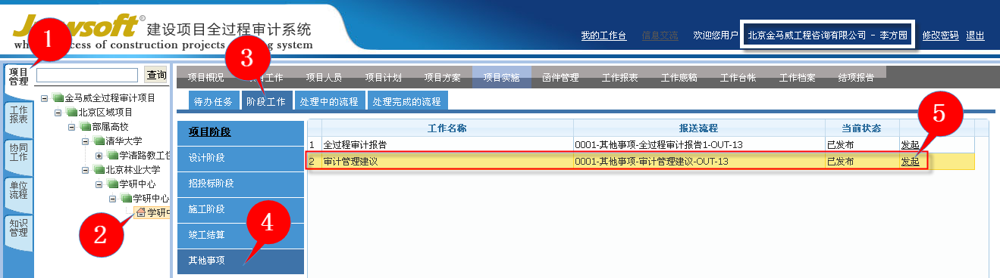 Jowsoft® 建设项目全过程审计系统
process of construction projects system
我的工作台 信息交流 欢迎您用户 北京金马威工程咨询有限公司 - 李方园 修改密码 退出
1
项目
管理
工作
报表
协同
工作
单位
流程
知识
管理
查询
金马威全过程审计项目
北京区域项目
部属高校
清华大学
学清路教工住
北京林业大学
学研中心
学研中心
学研中
2
项目概况 项目工作 项目人员 项目计划 项目方案 项目实施 函件管理 工作报表 工作底稿 工作台帐 工作档案 结项报告
3
待办任务 阶段工作 处理中的流程 处理完成的流程
项目阶段
设计阶段
招投标阶段
施工阶段
竣工结算
其他事项
4
工作名称 报送流程 当前状态
1 全过程审计报告 0001-其他事项-全过程审计报告1-OUT-13 已发布 发起
2 审计管理建议 0001-其他事项-审计管理建议-OUT-13 已发布 发起
5